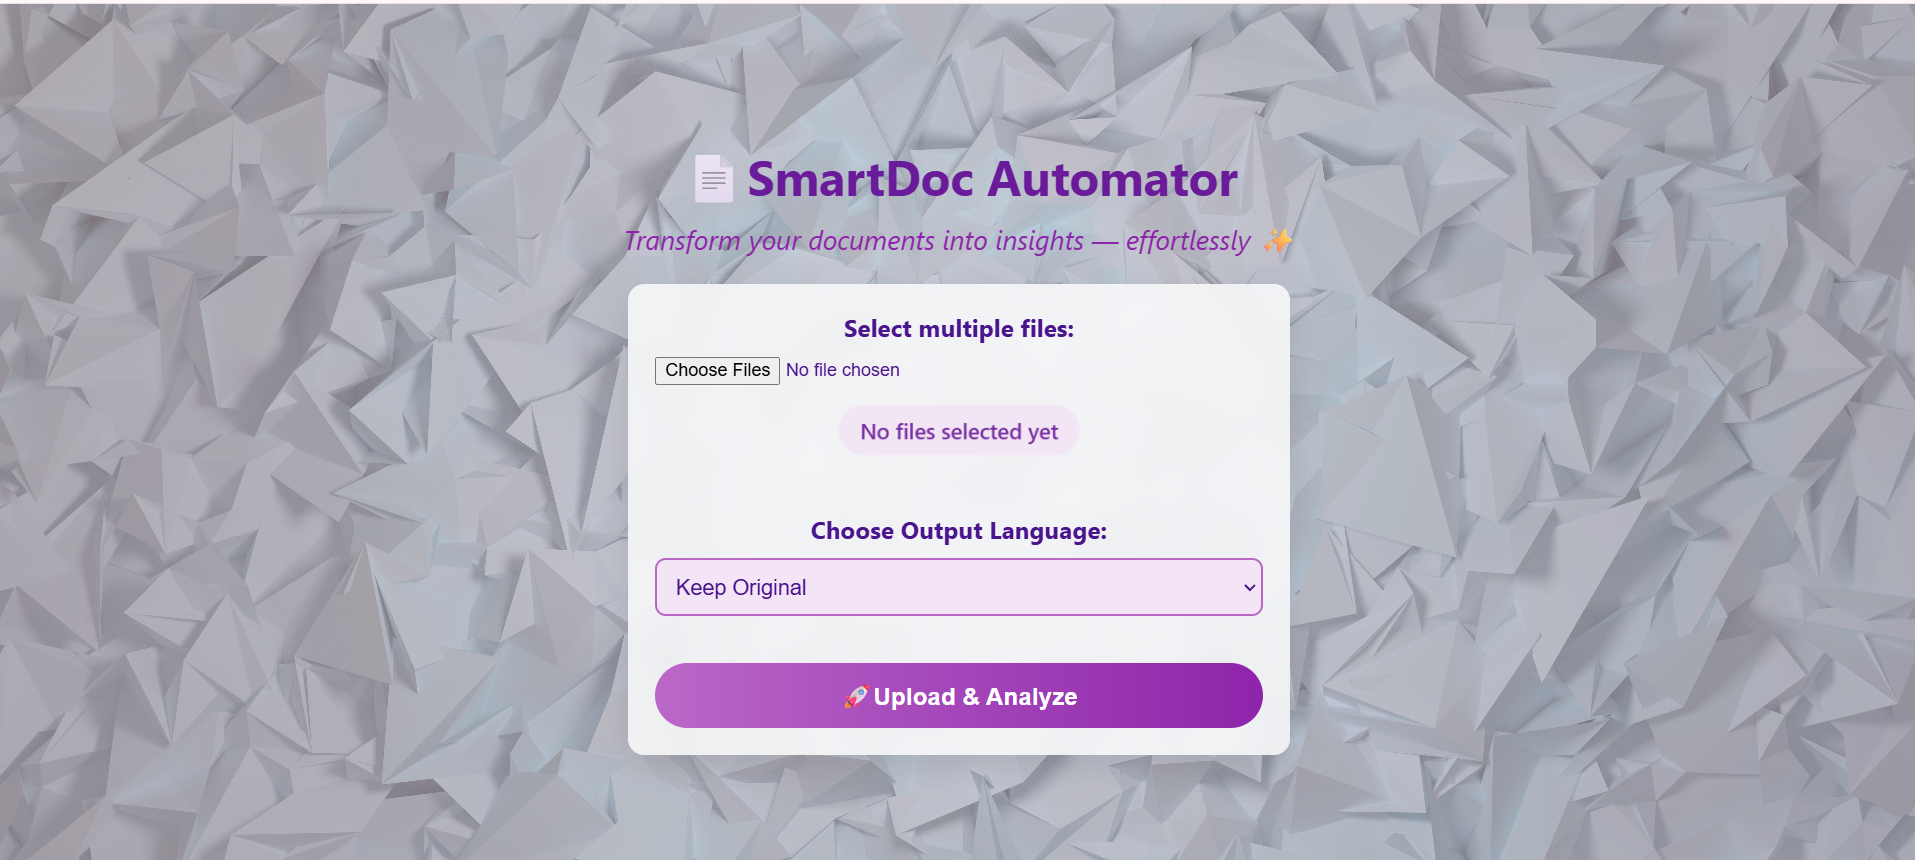 📄 SmartDoc Automator
Transform your documents into insights — effortlessly ✨
Select multiple files:
Choose Files No file chosen
No files selected yet
Choose Output Language:
Keep Original
🚀 Upload & Analyze